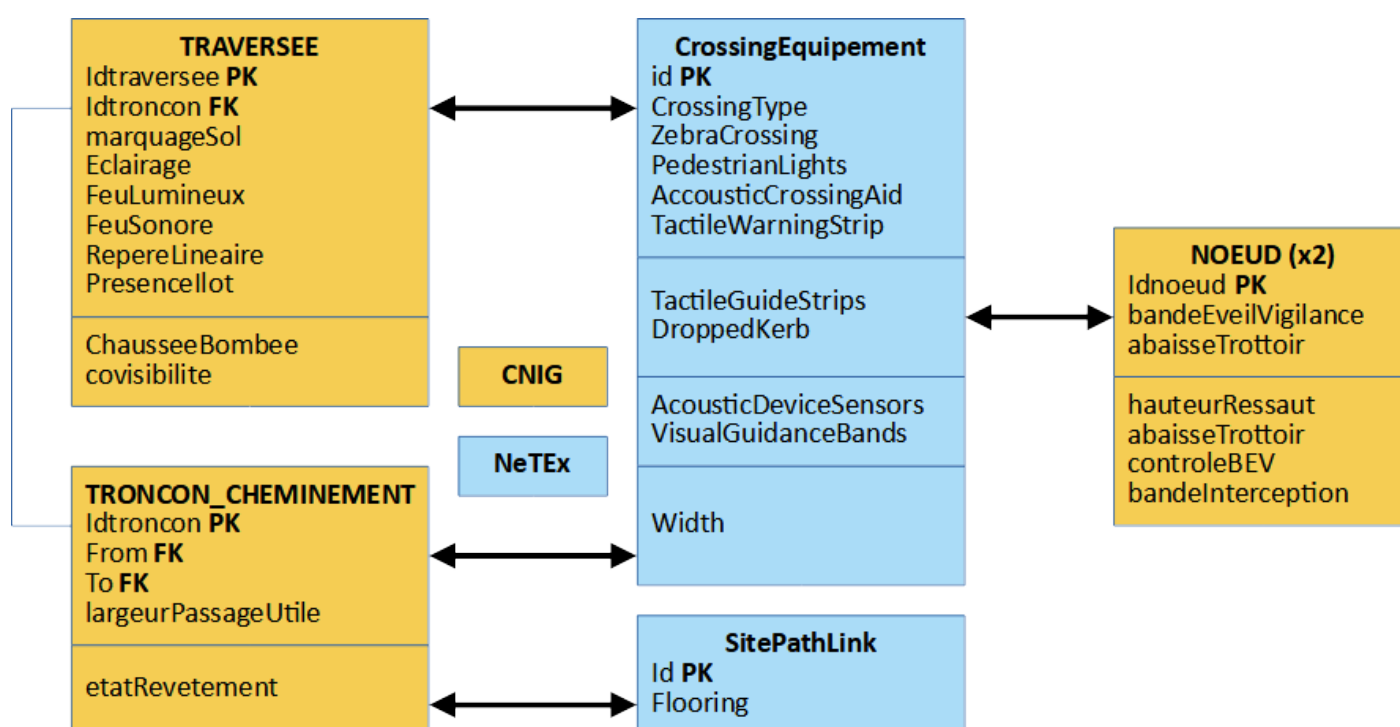 TRAVERSEE
Idtraversee PK
Idtroncon FK
marquageSol
Eclairage
FeuLumineux
FeuSonore
RepereLineaire
PresenceIlot
ChausseeBombee
covisibilite
TRONCON_CHEMINEMENT
Idtroncon PK
From FK
To FK
largeurPassageUtile
etatRevetement
CNIG
NeTEx
CrossingEquipement
id PK
CrossingType
ZebraCrossing
PedestrianLights
AccousticCrossingAid
TactileWarningStrip
TactileGuideStrips
DroppedKerb
AcousticDeviceSensors
VisualGuidanceBands
Width
SitePathLink
Id PK
Flooring
NOEUD (x2)
Idnoeud PK
bandeEveilVigilance
abaisseTrottoir
hauteurRessaut
abaisseTrottoir
controleBEV
bandeInterception